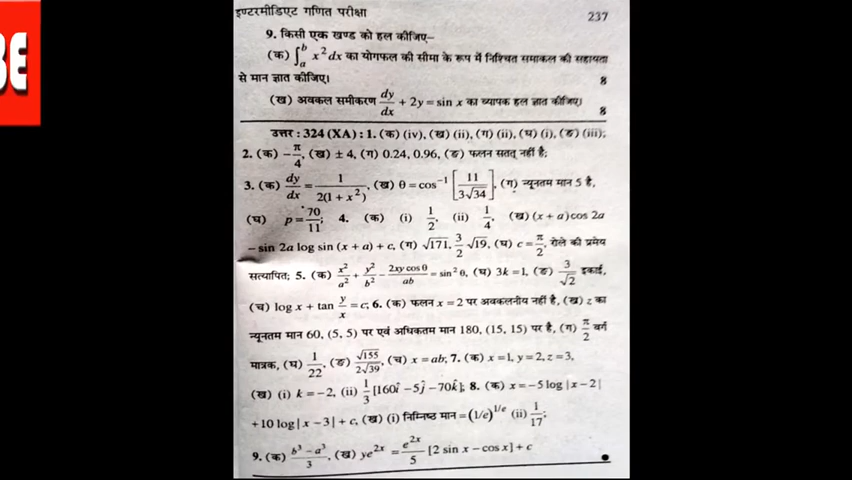 BE
इण्टरमीडिएट गणित परीक्षा 237
9. किसी एक खण्ड को हल कीजिए–
(क) ∫ₐᵇ x² dx का योगफल की सीमा के रूप में निश्चित समाकल की सहायता
से मान ज्ञात कीजिए। 8
(ख) अवकल समीकरण dy/dx + 2y = sin x का व्यापक हल ज्ञात कीजिए। 8
उत्तर : 324 (XA) : 1. (क) (iv), (ख) (ii), (ग) (ii), (घ) (i), (ङ) (iii);
2. (क) –π/4, (ख) ± 4, (ग) 0.24, 0.96, (ङ) फलन सतत् नहीं है;
3. (क) dy/dx = 1/2(1 + x²), (ख) θ = cos⁻¹ [11/3√34], (ग) न्यूनतम मान 5 है,
(घ) p = 70/11; 4. (क) (i) 1/2, (ii) 1/4, (ख) (x + a) cos 2a
– sin 2a log sin (x + a) + c, (ग) √171, 3/2 √19, (घ) c = π/2, रोले की प्रमेय
सत्यापित; 5. (क) x²/a² + y²/b² – 2xy cos θ/ab = sin² θ, (घ) 3k = 1, (ङ) 3/√2 इकाई,
(च) log x + tan y/x = c; 6. (क) फलन x = 2 पर अवकलनीय नहीं है, (ख) z का
न्यूनतम मान 60, (5, 5) पर एवं अधिकतम मान 180, (15, 15) पर है, (ग) π/2 वर्ग
मात्रक, (घ) 1/22, (ङ) √155/2√39, (च) x = ab; 7. (क) x = 1, y = 2, z = 3,
(ख) (i) k = –2, (ii) 1/3 [160î – 5ĵ – 70k̂]; 8. (क) x = –5 log | x – 2 |
+ 10 log | x – 3 | + c, (ख) (i) निम्निष्ठ मान = (1/e)^1/e (ii) 1/17;
9. (क) b³ – a³/3, (ख) ye²ˣ = e²ˣ/5 [2 sin x – cos x] + c